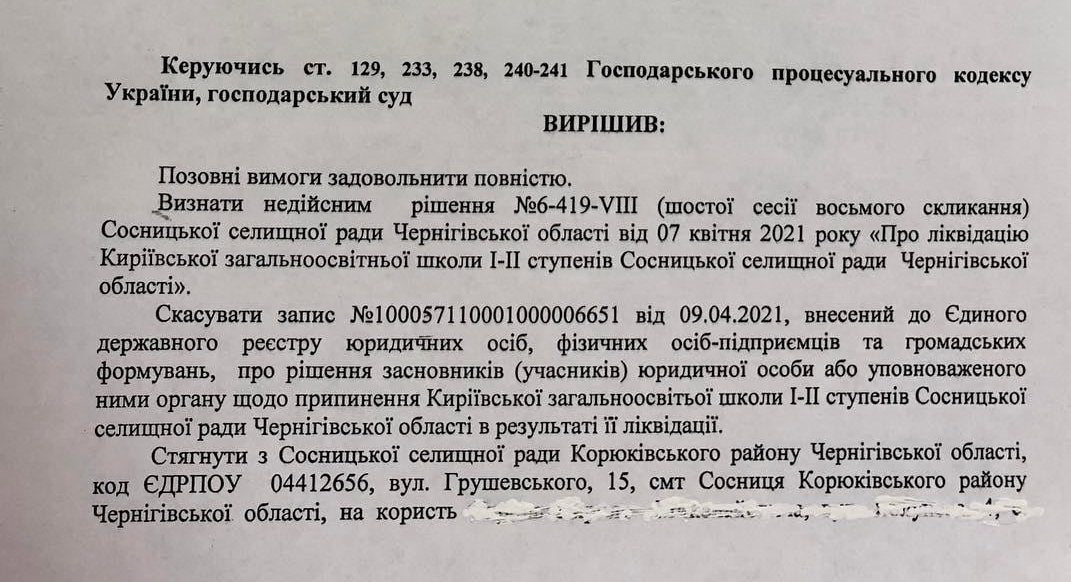 Керуючись ст. 129, 233, 238, 240-241 Господарського процесуального кодексу
України, господарський суд
ВИРІШИВ:
Позовні вимоги задовольнити повністю.
Визнати недійсним рішення №6-419-VIII (шостої сесії восьмого скликання)
Сосницької селищної ради Чернігівської області від 07 квітня 2021 року «Про ліквідацію
Киріївської загальноосвітньої школи І-ІІ ступенів Сосницької селищної ради Чернігівської
області».
Скасувати запис №100057110001000006651 від 09.04.2021, внесений до Єдиного
державного реєстру юридичних осіб, фізичних осіб-підприємців та громадських
формувань, про рішення засновників (учасників) юридичної особи або уповноваженого
ними органу щодо припинення Киріївської загальноосвітьої школи І-ІІ ступенів Сосницької
селищної ради Чернігівської області в результаті її ліквідації.
Стягнути з Сосницької селищної ради Корюківського району Чернігівської області,
код ЄДРПОУ 04412656, вул. Грушевського, 15, смт Сосниця Корюківського району
Чернігівської області, на користь